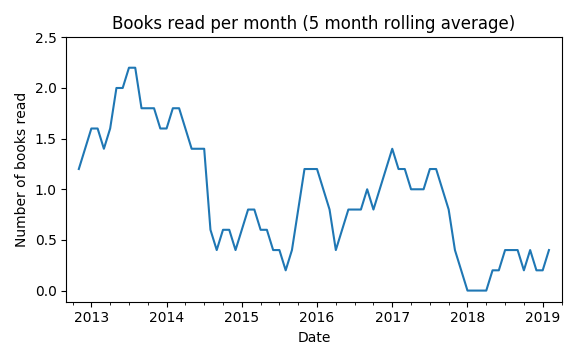 Books read per month (5 month rolling average)
2.5
2.0
1.5
1.0
0.5
0.0
Number of books read
2013 2014 2015 2016 2017 2018 2019
Date